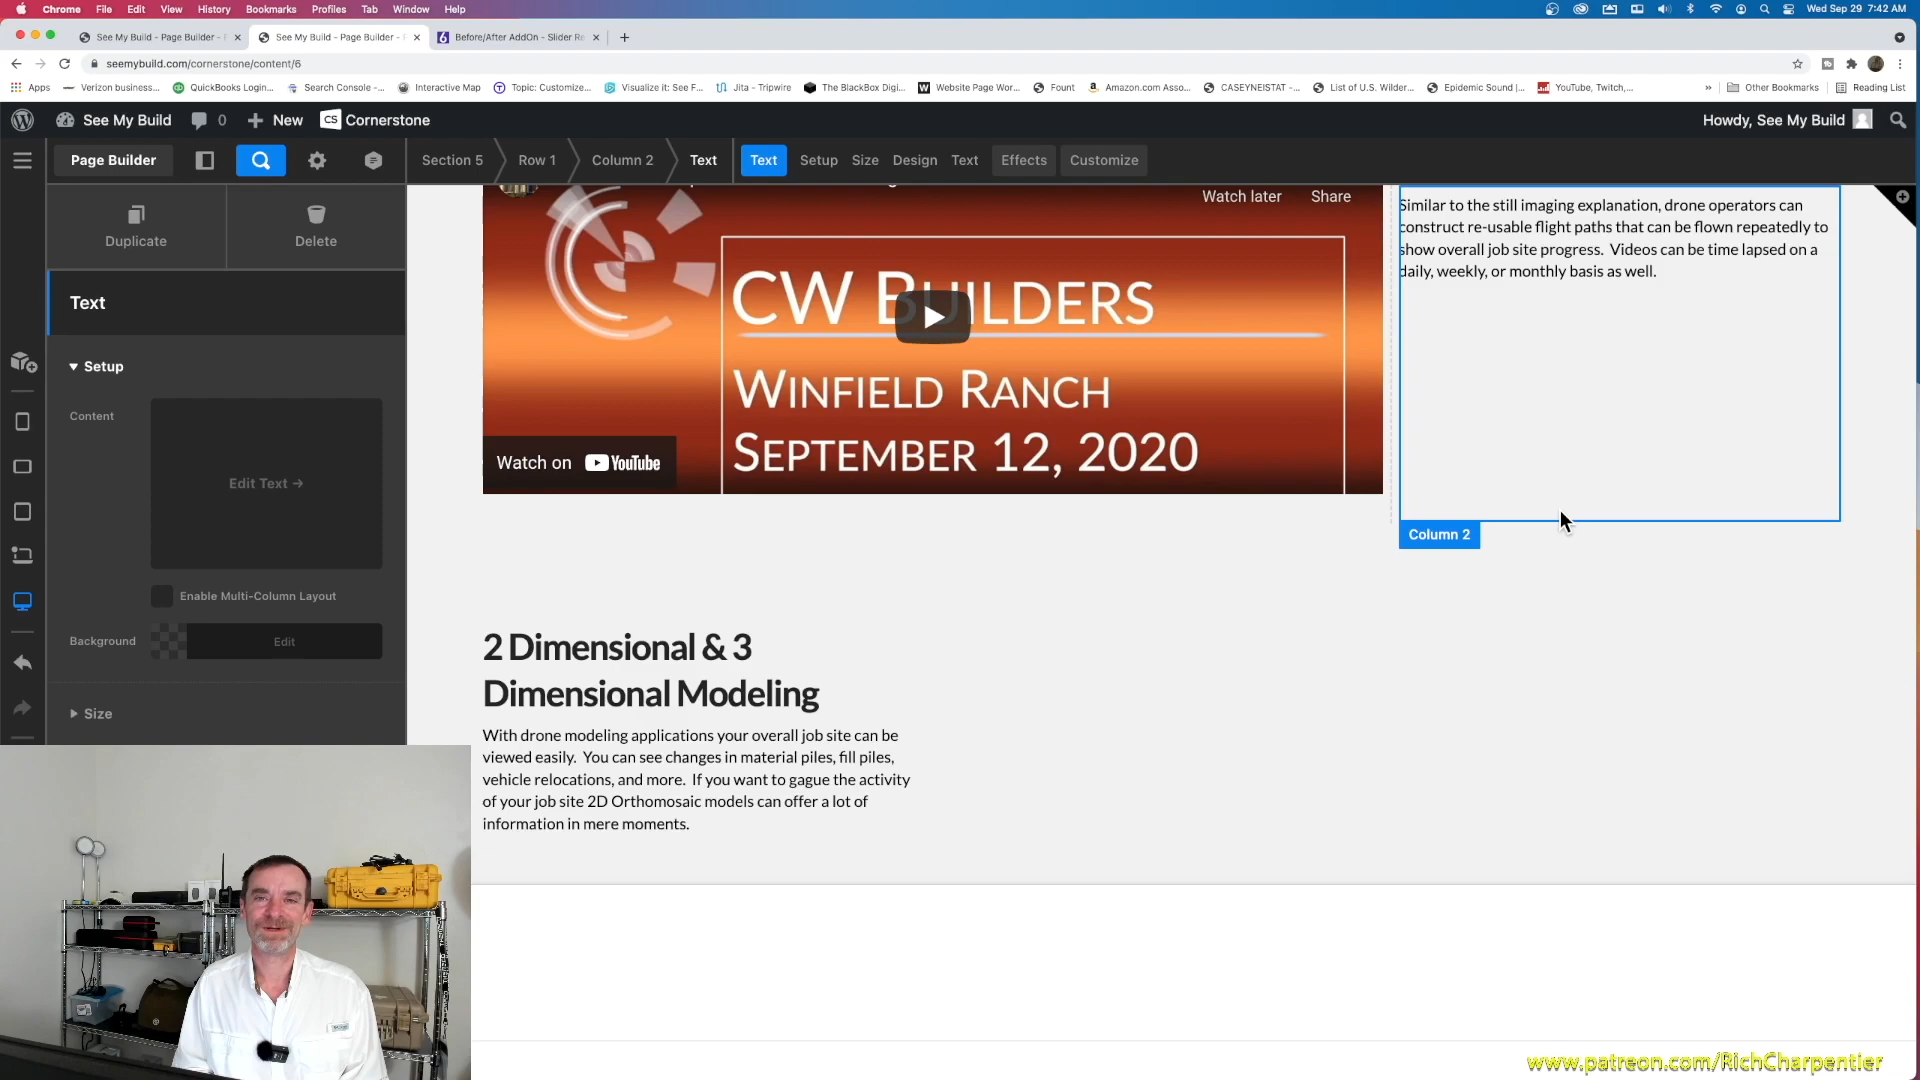 Chrome File Edit View History Bookmarks Profiles Tab Window Help Wed Sep 29 7:42 AM
See My Build - Page Builder - See My Build - Page Builder - Before/After AddOn - Slider Re
seemybuild.com/cornerstone/content/6
Apps Verizon business... QuickBooks Login... Search Console -... Interactive Map Topic: Customize... Visualize it: See F... Jita - Tripwire The BlackBox Digi... Website Page Wor... Fount Amazon.com Asso... CASEYNEISTAT -... List of U.S. Wilder... Epidemic Sound |... YouTube, Twitch,... » Other Bookmarks Reading List
See My Build 0 New CS Cornerstone Howdy, See My Build
Page Builder Section 5 Row 1 Column 2 Text Text Setup Size Design Text Effects Customize
Duplicate Delete
Text
Setup
Content
Edit Text →
Enable Multi-Column Layout
Background Edit
Size
Watch later Share
CW Builders
Winfield Ranch
September 12, 2020
Watch on YouTube
Similar to the still imaging explanation, drone operators can
construct re-usable flight paths that can be flown repeatedly to
show overall job site progress. Videos can be time lapsed on a
daily, weekly, or monthly basis as well.
Column 2
2 Dimensional & 3
Dimensional Modeling
With drone modeling applications your overall job site can be
viewed easily. You can see changes in material piles, fill piles,
vehicle relocations, and more. If you want to gague the activity
of your job site 2D Orthomosaic models can offer a lot of
information in mere moments.
www.patreon.com/RichCharpentier